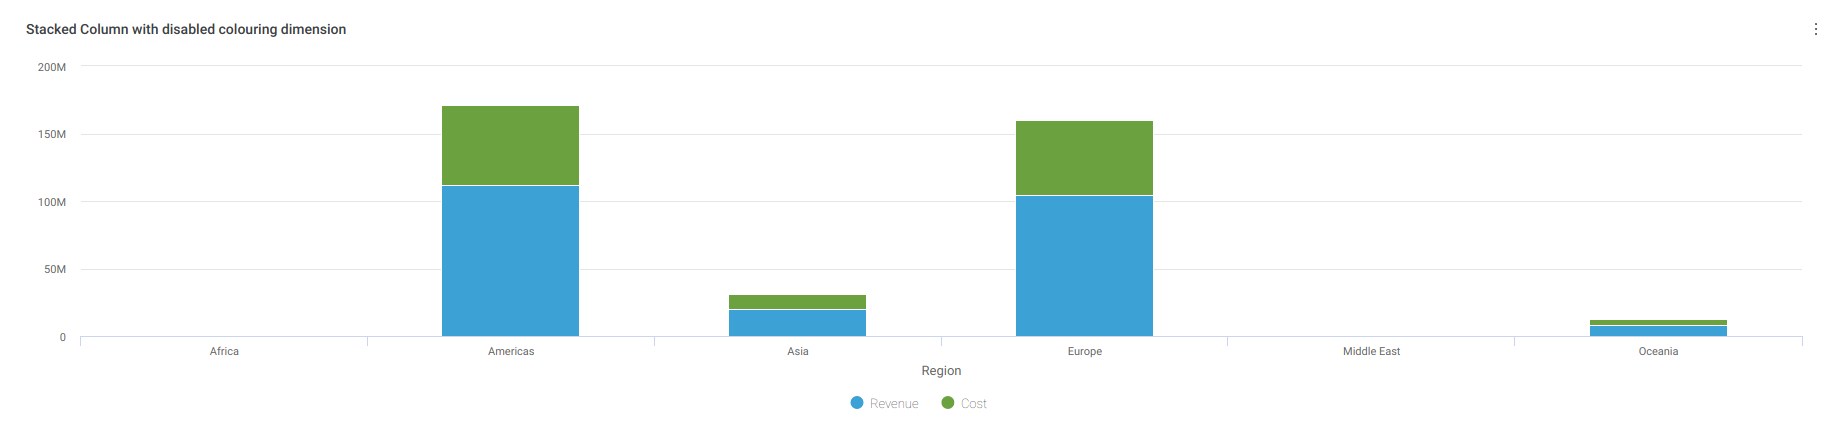 Stacked Column with disabled colouring dimension
200M
150M
100M
50M
0
Africa Americas Asia Europe Middle East Oceania
Region
Revenue Cost